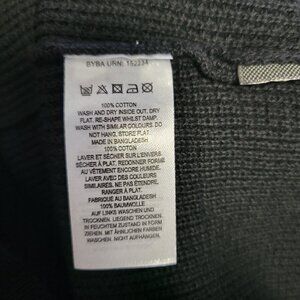 BYBA URN: 152234
100% COTTON
WASH AND DRY INSIDE OUT. DRY
FLAT. RE-SHAPE WHILST DAMP.
WASH WITH SIMILAR COLOURS. DO
NOT HANG, STORE FLAT.
MADE IN BANGLADESH
100% COTON
LAVER ET SÉCHER SUR L'ENVERS
SÉCHER À PLAT, REDONNER FORME
AU VÊTEMENT ENCORE HUMIDE.
LAVER AVEC DES COULEURS
SIMILAIRES. NE PAS ÉTENDRE,
RANGER À PLAT.
FABRIQUÉ AU BANGLADESH
100% BAUMWOLLE
AUF LINKS WASCHEN UND
TROCKNEN. LIEGEND TROCKNEN
IN FEUCHTEM ZUSTAND IN FORM
ZIEHEN. MIT ÄHNLICHEN FARBEN
WASCHEN. NICHT AUFHÄNGEN